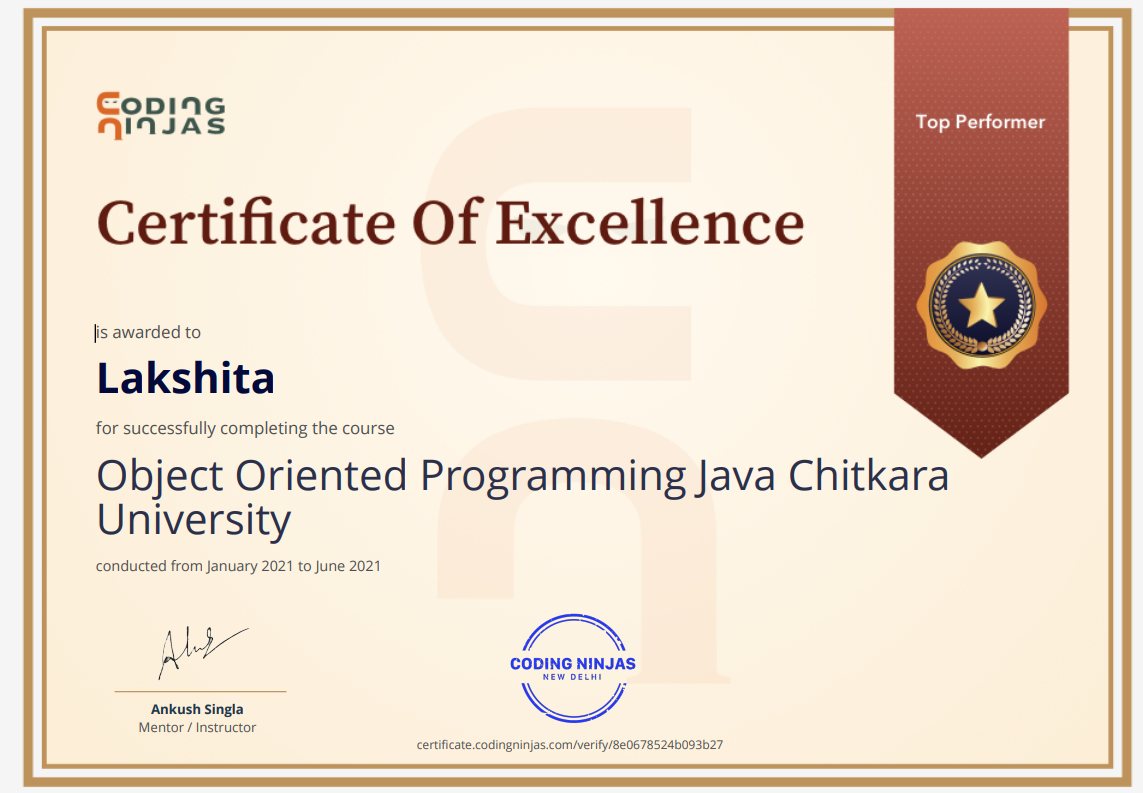 CODING
NINJAS
Top Performer
Certificate Of Excellence
is awarded to
Lakshita
for successfully completing the course
Object Oriented Programming Java Chitkara
University
conducted from January 2021 to June 2021
CODING NINJAS
NEW DELHI
Ankush Singla
Mentor / Instructor
certificate.codingninjas.com/verify/8e0678524b093b27